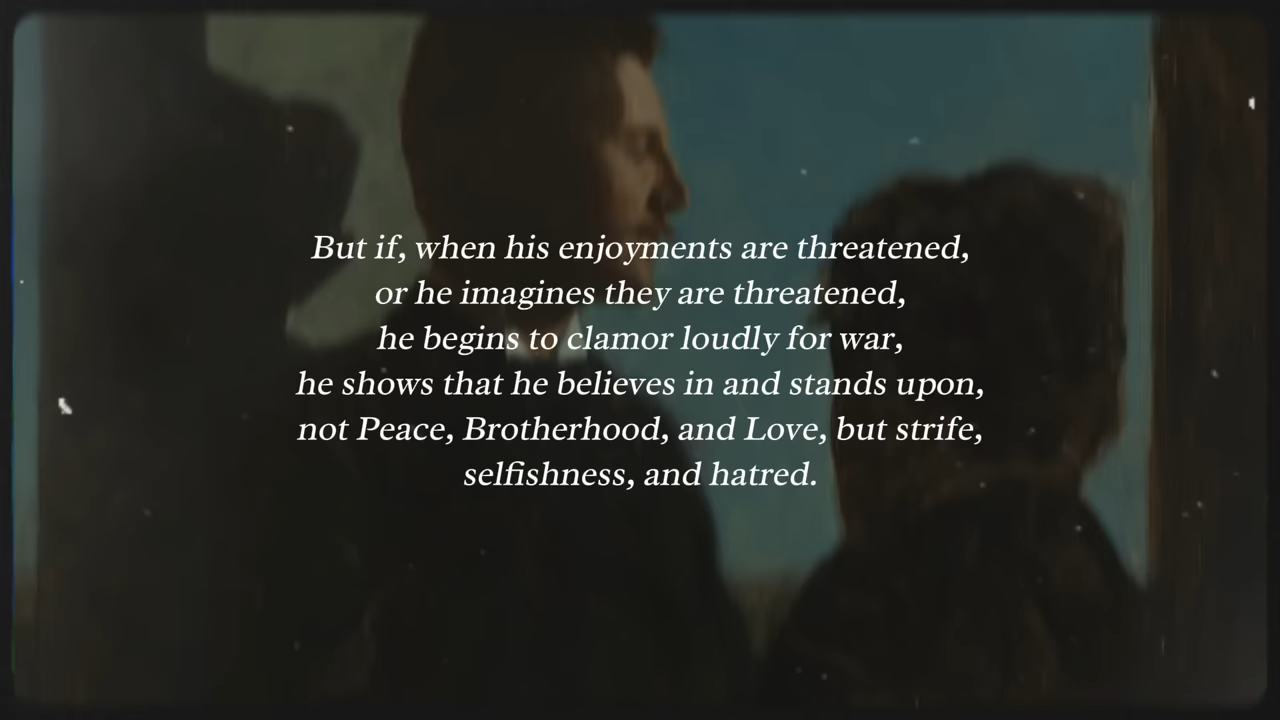 But if, when his enjoyments are threatened,
or he imagines they are threatened,
he begins to clamor loudly for war,
he shows that he believes in and stands upon,
not Peace, Brotherhood, and Love, but strife,
selfishness, and hatred.